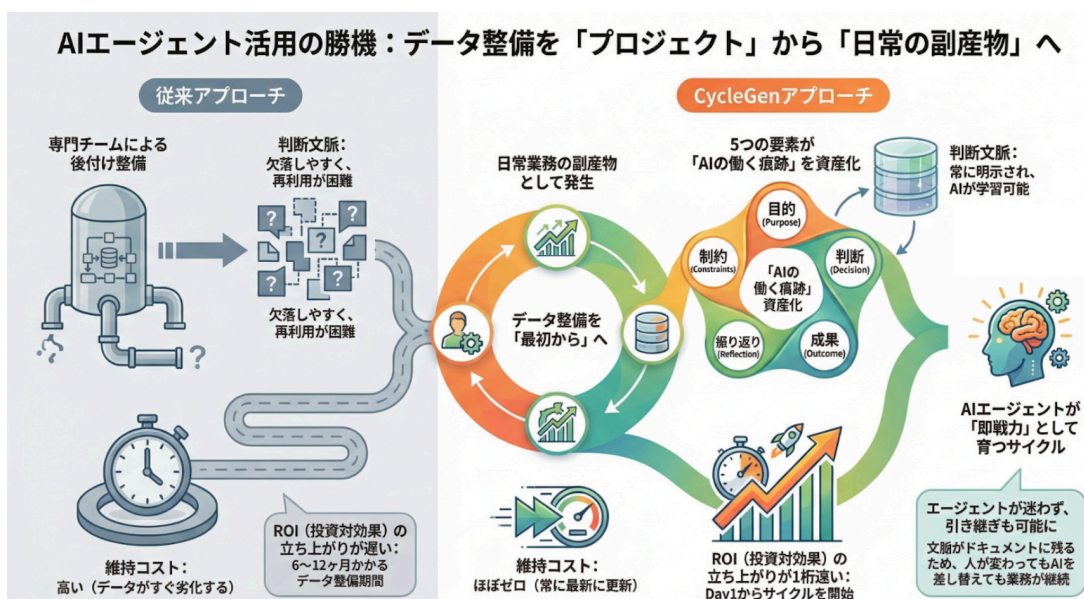 AIエージェント活用の勝機：データ整備を「プロジェクト」から「日常の副産物」へ
従来アプローチ
専門チームによる
後付け整備
判断文脈：
欠落しやすく、
再利用が困難
?
?
?
?
?
欠落しやすく、
再利用が困難
?
維持コスト：
高い（データがすぐ劣化する）
ROI（投資対効果）の
立ち上がりが遅い：
6〜12ヶ月かかる
データ整備期間
CycleGenアプローチ
日常業務の副産物
として発生
データ整備を
「最初から」へ
5つの要素が
「AIの働く痕跡」を資産化
目的
(Purpose)
制約
(Constraints)
判断
(Decision)
「AIの
働く痕跡」
資産化
振り返り
(Reflection)
成果
(Outcome)
判断文脈：
常に明示され、
AIが学習可能
維持コスト：
ほぼゼロ（常に最新に更新）
ROI（投資対効果）の
立ち上がりが1桁遠い：
Day1からサイクルを開始
AIエージェントが
「即戦力」として
育つサイクル
エージェントが迷わず、
引き継ぎも可能に
文脈がドキュメントに残る
ため、人が変わってもAIを
差し替えても業務が継続